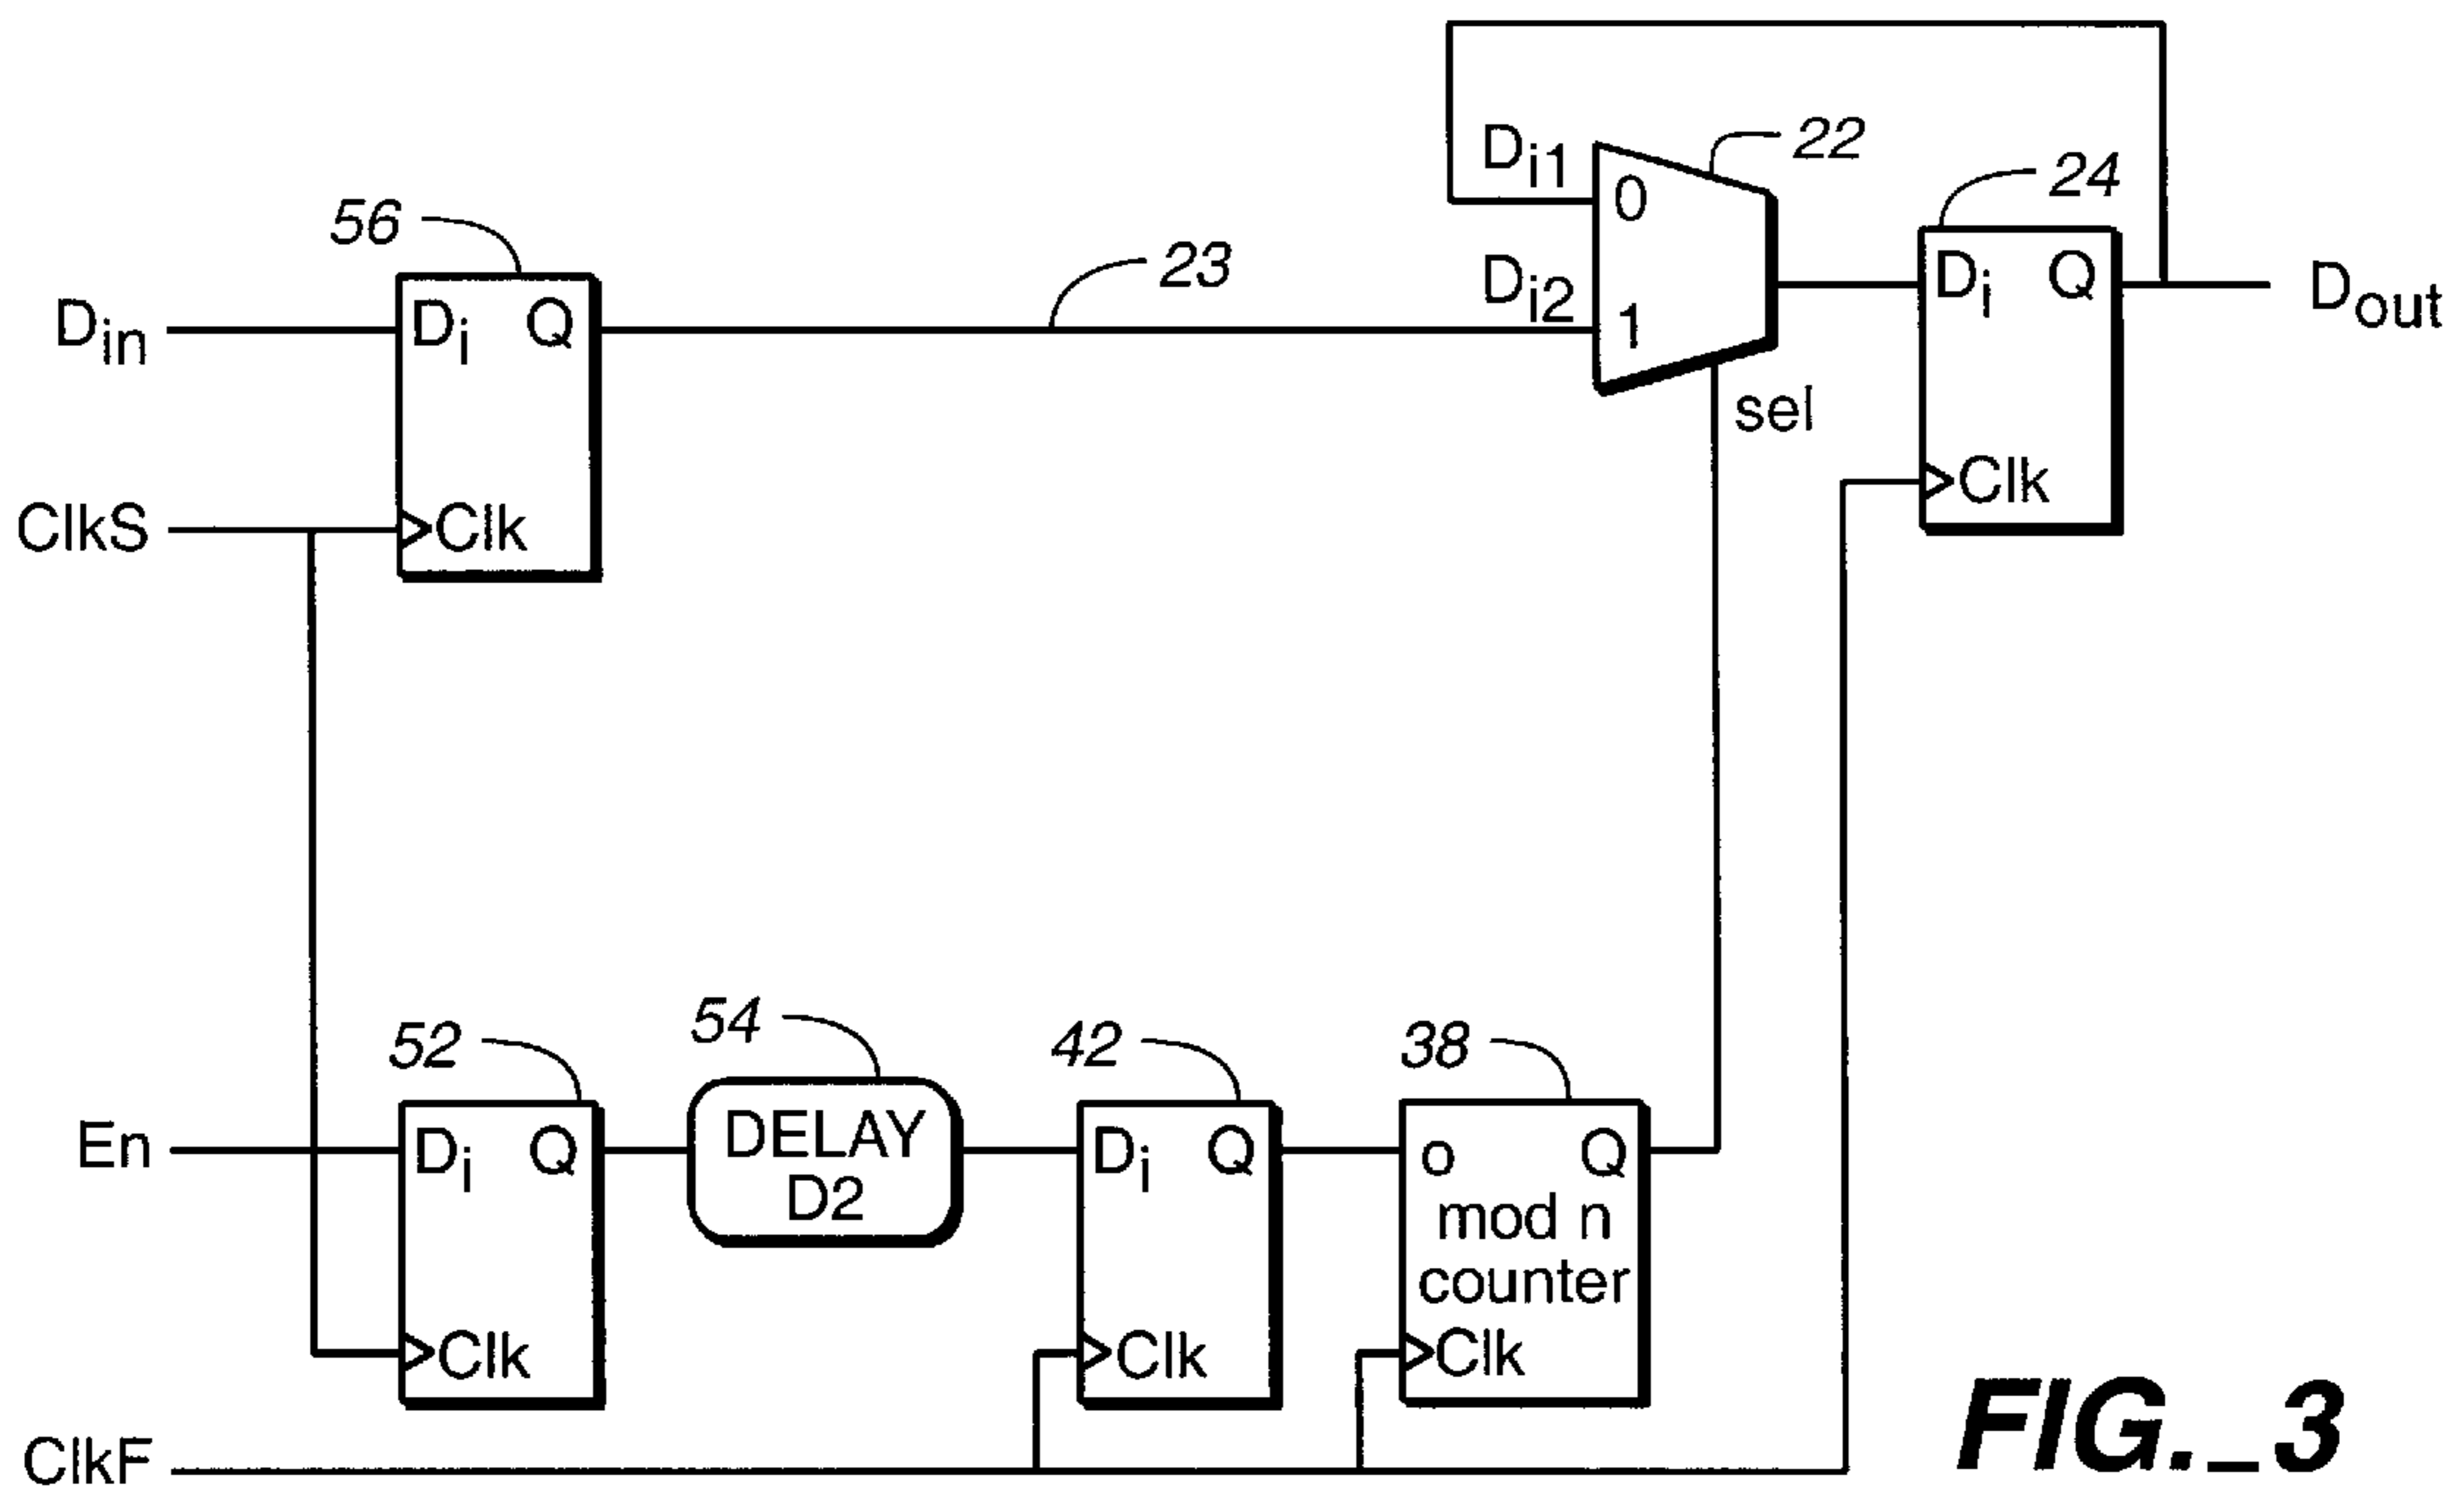 22
D_i1
0
24
56
23
D_i2
1
D_i Q
D_out
D_in
D_i Q
sel
Clk
ClkS
Clk
54
52
42
38
En
D_i Q
DELAY
D2
D_i Q
o Q
mod n
counter
Clk
Clk
Clk
ClkF
FIG._3